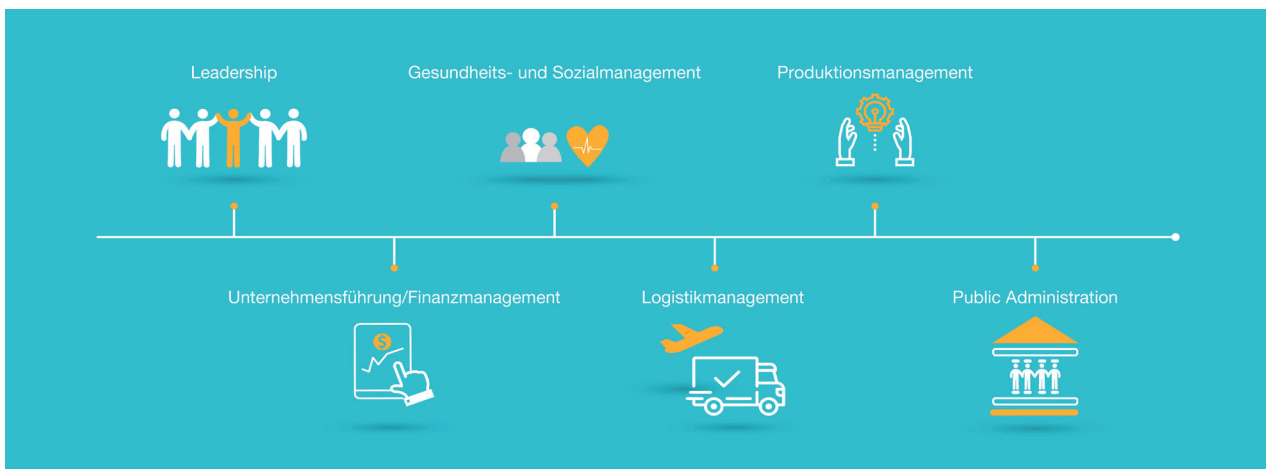 Leadership
Gesundheits- und Sozialmanagement
Produktionsmanagement
Unternehmensführung/Finanzmanagement
Logistikmanagement
Public Administration
$